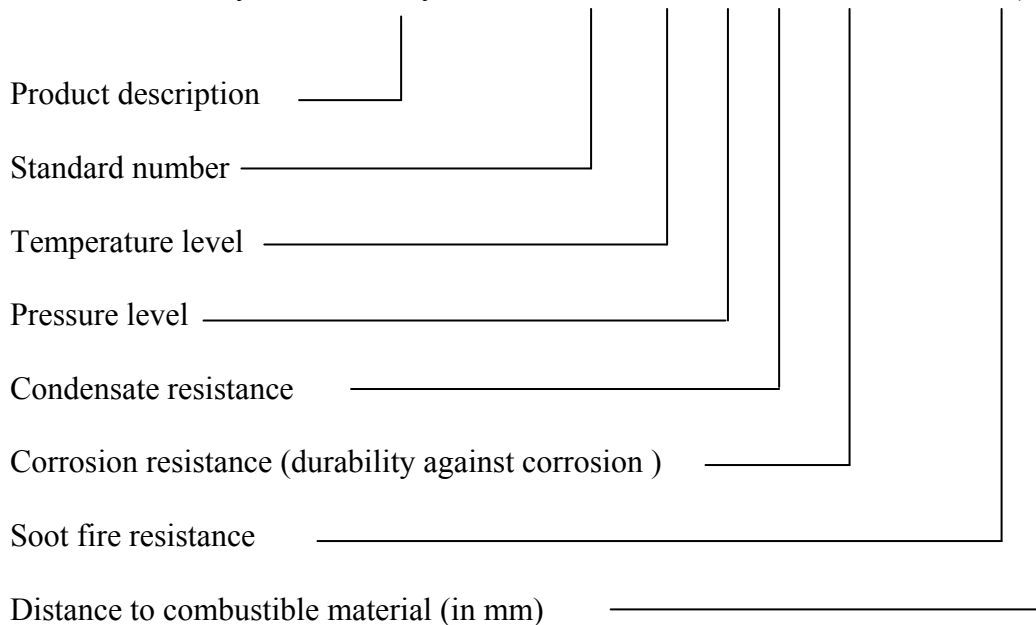 Product description
Standard number
Temperature level
Pressure level
Condensate resistance
Corrosion resistance (durability against corrosion )
Soot fire resistance
Distance to combustible material (in mm)